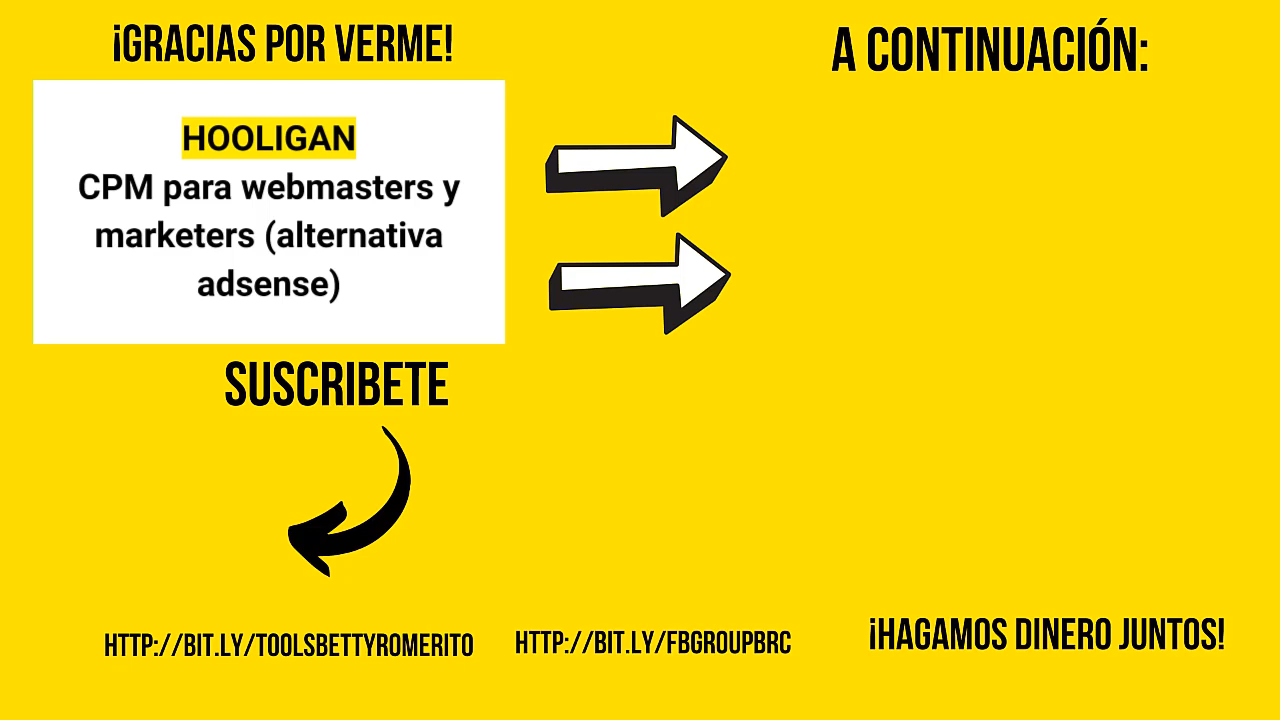 ¡GRACIAS POR VERME!
A CONTINUACIÓN:
HOOLIGAN
CPM para webmasters y
marketers (alternativa
adsense)
SUSCRIBETE
HTTP://BIT.LY/TOOLSBETTYROMERITO
HTTP://BIT.LY/FBGROUPBRC
¡HAGAMOS DINERO JUNTOS!